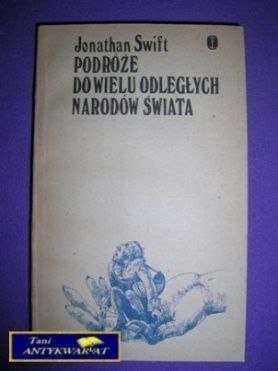 Jonathan Swift
PODRÓŻE
DO WIELU ODLEGŁYCH
NARODÓW ŚWIATA
Tani
ANTYKWARIAT